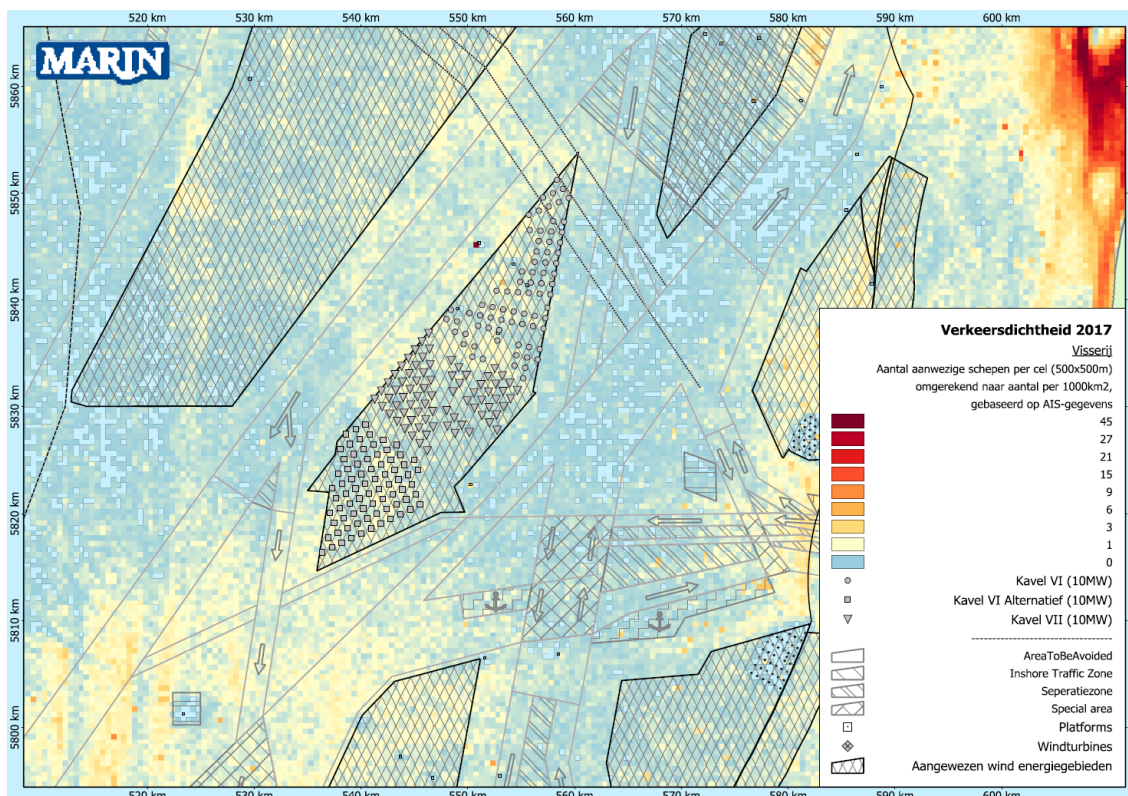 520 km 530 km 540 km 550 km 560 km 570 km 580 km 590 km 600 km
MARIN
5860 km
5850 km
5840 km
5830 km
5820 km
5810 km
5800 km
Verkeersdichtheid 2017
Visserij
Aantal aanwezige schepen per cel (500x500m)
omgerekend naar aantal per 1000km2,
gebaseerd op AIS-gegevens
45
27
21
15
9
6
3
1
0
Kavel VI (10MW)
Kavel VI Alternatief (10MW)
Kavel VII (10MW)
--------------------------------
AreaToBeAvoided
Inshore Traffic Zone
Seperatiezone
Special area
Platforms
Windturbines
Aangewezen wind energiegebieden
520 km 530 km 540 km 550 km 560 km 570 km 580 km 590 km 600 km